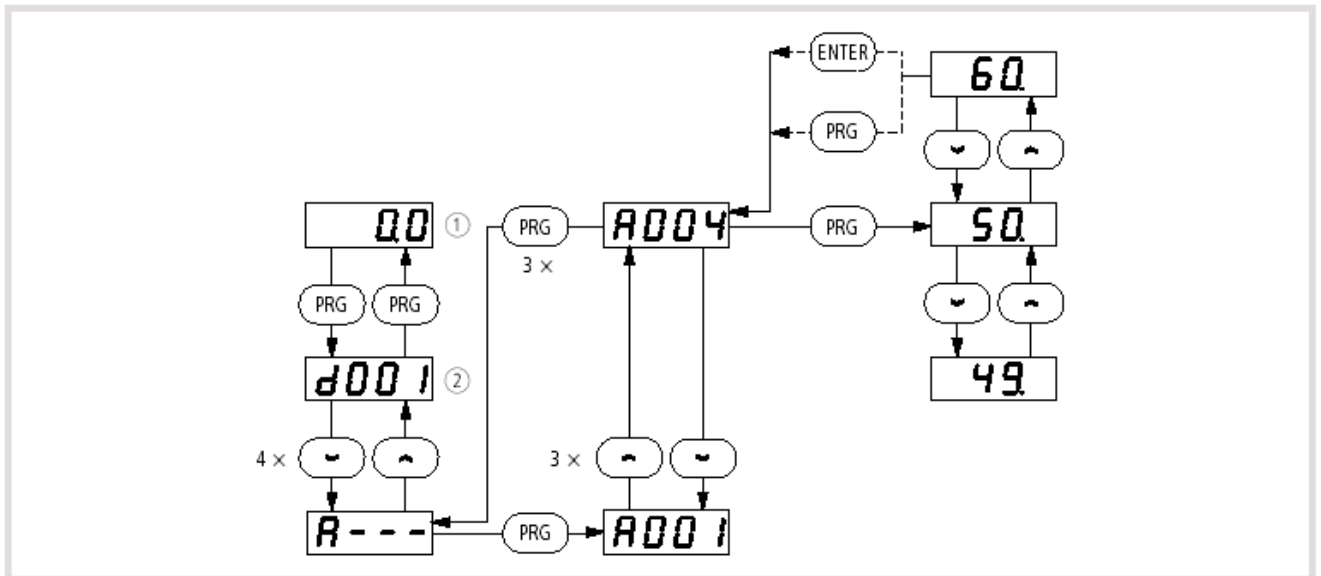 ENTER
60.
PRG
0.0 ①
PRG
3 ×
A004
PRG
50.
PRG PRG
d001 ②
49.
4 ×
3 ×
A---
PRG
A001